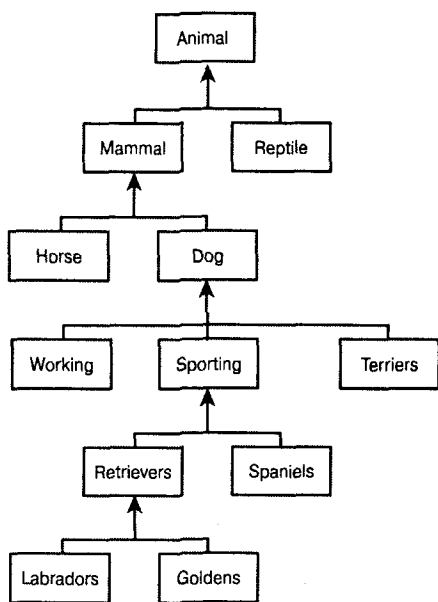 Animal
Mammal
Reptile
Horse
Dog
Working
Sporting
Terriers
Retrievers
Spaniels
Labradors
Goldens